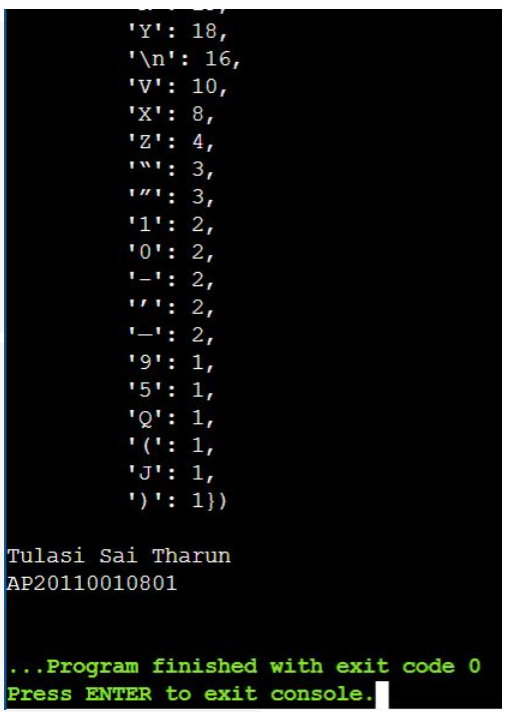 'Y': 18,
'\n': 16,
'V': 10,
'X': 8,
'Z': 4,
'“': 3,
'”': 3,
'1': 2,
'0': 2,
'-': 2,
'’': 2,
'—': 2,
'9': 1,
'5': 1,
'Q': 1,
'(': 1,
'J': 1,
')': 1})
Tulasi Sai Tharun
AP20110010801
...Program finished with exit code 0
Press ENTER to exit console.